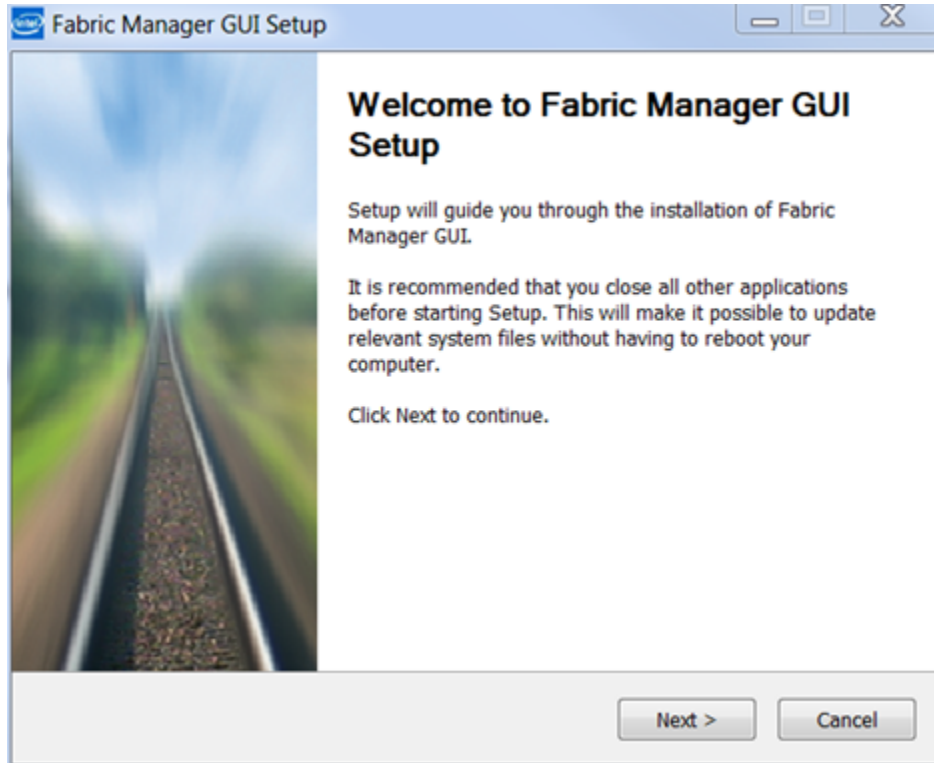 intel Fabric Manager GUI Setup
Welcome to Fabric Manager GUI
Setup
Setup will guide you through the installation of Fabric
Manager GUI.
It is recommended that you close all other applications
before starting Setup. This will make it possible to update
relevant system files without having to reboot your
computer.
Click Next to continue.
Next >
Cancel